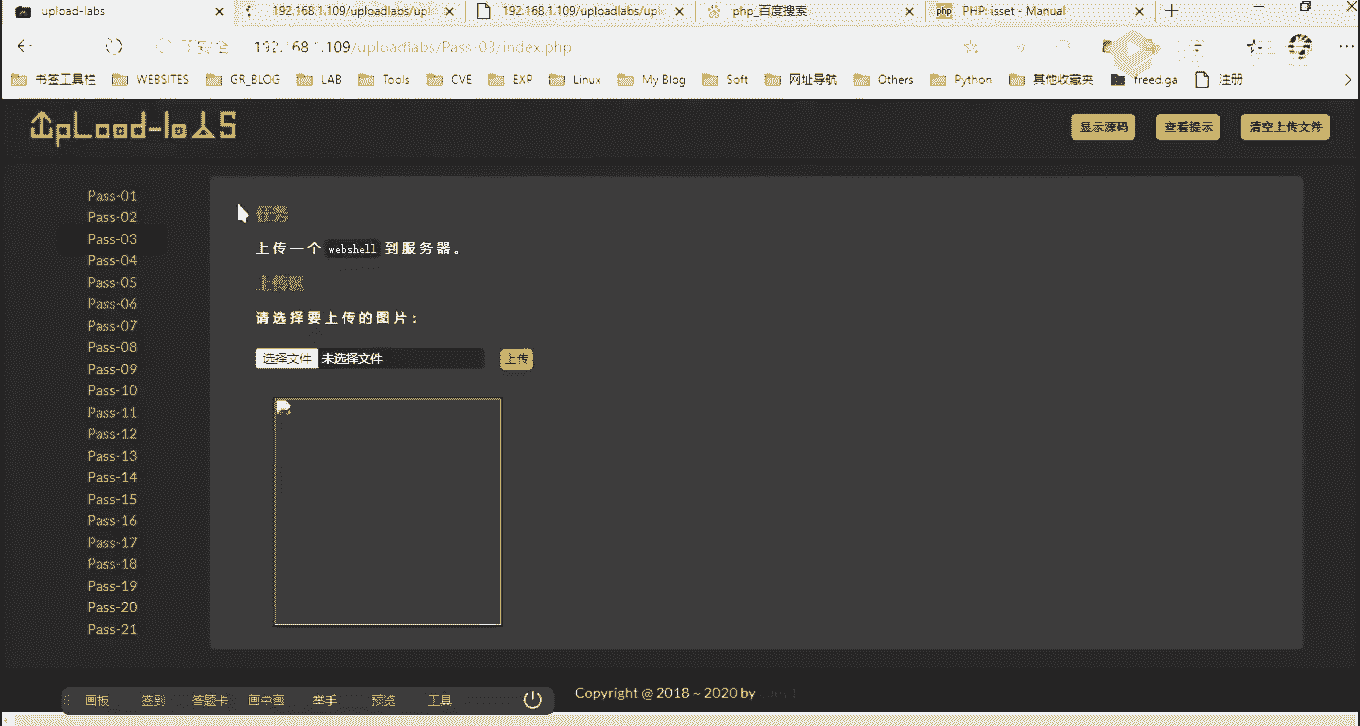 upload-labs
192.168.1.109/uploadlabs/upl
192.168.1.109/uploadlabs/upl
php_百度搜索
PHP: isset - Manual
192.168.1.109/uploadlabs/Pass-03/index.php
书签工具栏 WEBSITES GR_BLOG LAB Tools CVE EXP Linux My Blog Soft 网址导航 Others Python 其他收藏夹 freed.ga 注册
UpLoad-labS
显示源码 查看提示 清空上传文件
Pass-01
Pass-02
Pass-03
Pass-04
Pass-05
Pass-06
Pass-07
Pass-08
Pass-09
Pass-10
Pass-11
Pass-12
Pass-13
Pass-14
Pass-15
Pass-16
Pass-17
Pass-18
Pass-19
Pass-20
Pass-21
任务
上传一个 webshell 到服务器。
上传区
请选择要上传的图片：
选择文件 未选择文件 上传
画板 签到 答题卡 画中画 举手 预览 工具
Copyright @ 2018 ~ 2020 by